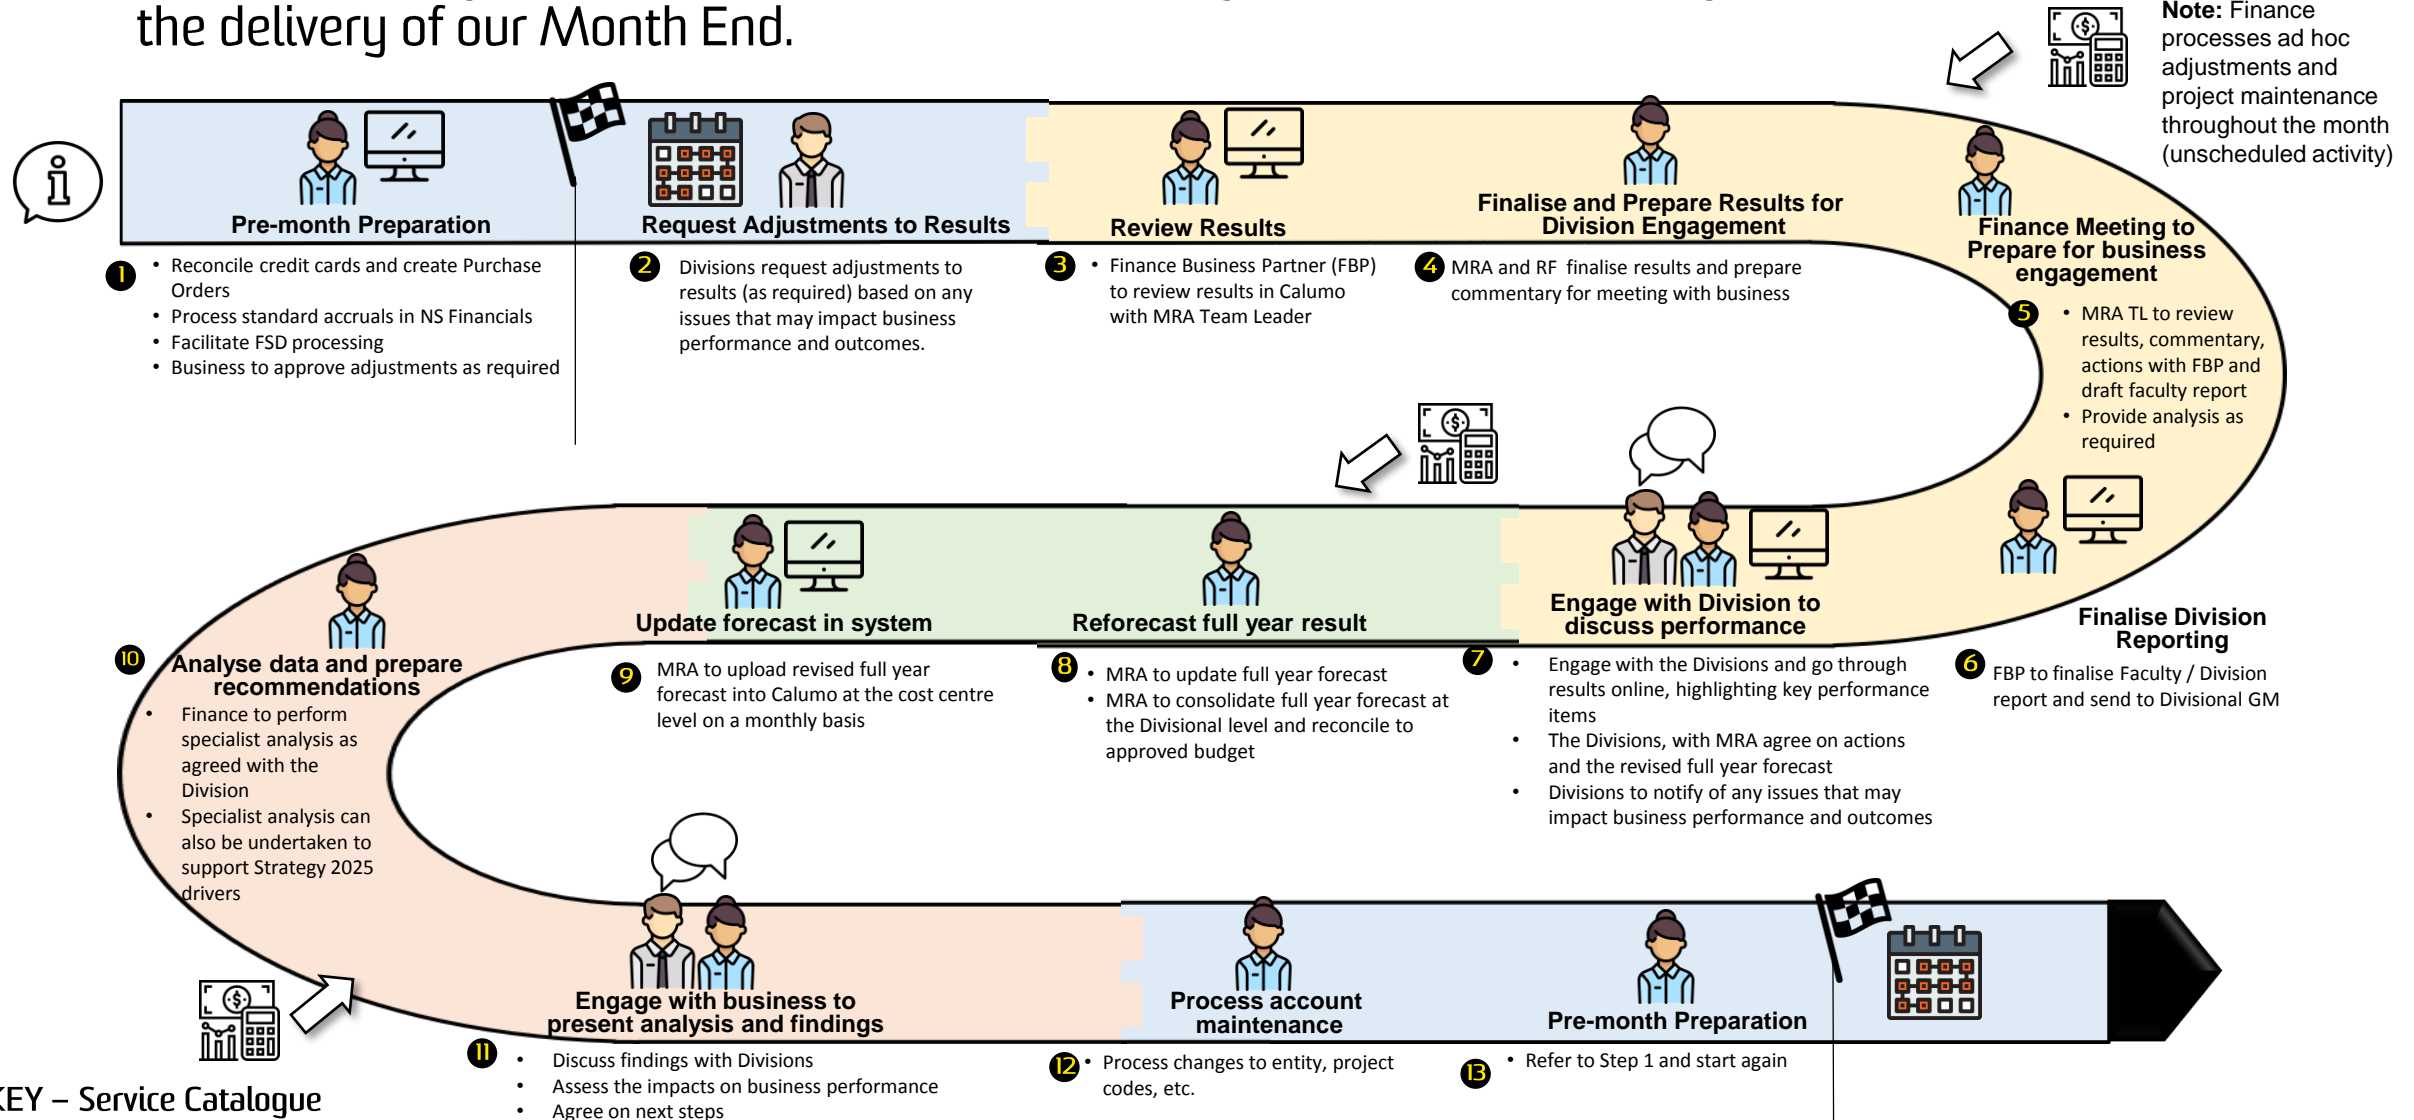 the delivery of our Month End.
Note: Finance
processes ad hoc
adjustments and
project maintenance
throughout the month
(unscheduled activity)
Pre-month Preparation
1
• Reconcile credit cards and create Purchase
Orders
• Process standard accruals in NS Financials
• Facilitate FSD processing
• Business to approve adjustments as required
Request Adjustments to Results
2
Divisions request adjustments to
results (as required) based on any
issues that may impact business
performance and outcomes.
Review Results
3
• Finance Business Partner (FBP)
to review results in Calumo
with MRA Team Leader
Finalise and Prepare Results for
Division Engagement
4
MRA and RF finalise results and prepare
commentary for meeting with business
Finance Meeting to
Prepare for business
engagement
5
• MRA TL to review
results, commentary,
actions with FBP and
draft faculty report
• Provide analysis as
required
Finalise Division
Reporting
6
FBP to finalise Faculty / Division
report and send to Divisional GM
Engage with Division to
discuss performance
7
• Engage with the Divisions and go through
results online, highlighting key performance
items
• The Divisions, with MRA agree on actions
and the revised full year forecast
• Divisions to notify of any issues that may
impact business performance and outcomes
Reforecast full year result
8
• MRA to update full year forecast
• MRA to consolidate full year forecast at
the Divisional level and reconcile to
approved budget
Update forecast in system
9
MRA to upload revised full year
forecast into Calumo at the cost centre
level on a monthly basis
10
Analyse data and prepare
recommendations
• Finance to perform
specialist analysis as
agreed with the
Division
• Specialist analysis can
also be undertaken to
support Strategy 2025
drivers
Engage with business to
present analysis and findings
11
• Discuss findings with Divisions
• Assess the impacts on business performance
• Agree on next steps
Process account
maintenance
12
• Process changes to entity, project
codes, etc.
Pre-month Preparation
13
• Refer to Step 1 and start again
KEY – Service Catalogue